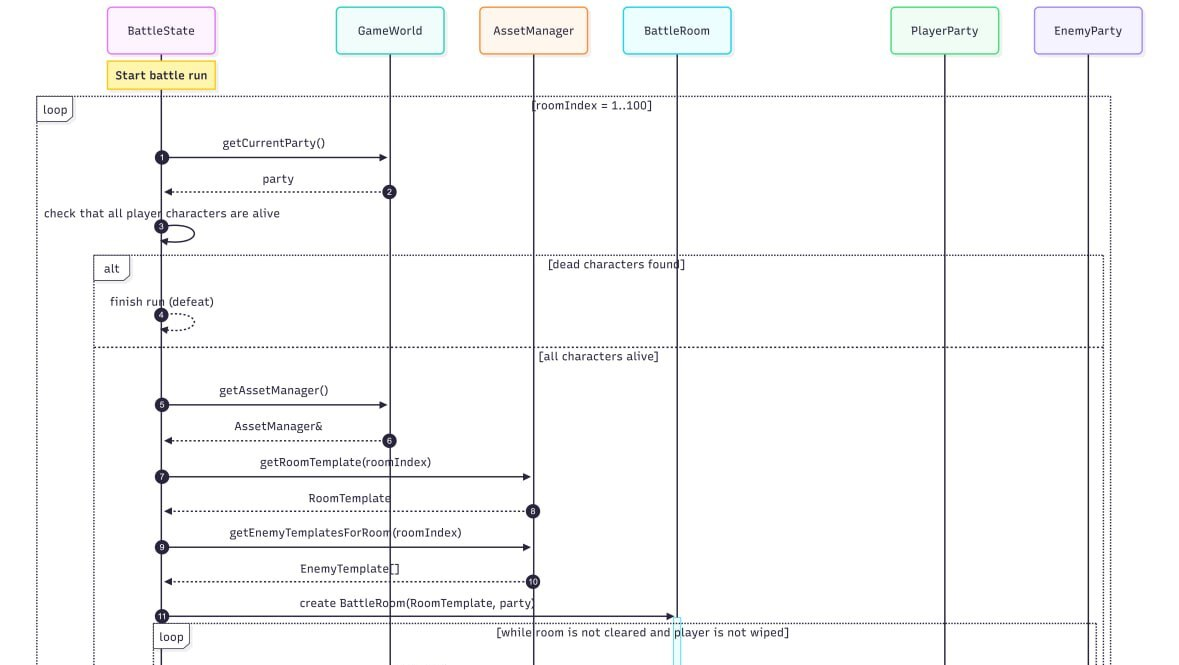 BattleState
GameWorld
AssetManager
BattleRoom
PlayerParty
EnemyParty
Start battle run
loop
[roomIndex = 1..100]
getCurrentParty()
1
party
2
check that all player characters are alive
3
alt
[dead characters found]
finish run (defeat)
4
[all characters alive]
getAssetManager()
5
AssetManager&
6
getRoomTemplate(roomIndex)
7
RoomTemplate
8
getEnemyTemplatesForRoom(roomIndex)
9
EnemyTemplate[]
10
create BattleRoom(RoomTemplate, party)
11
loop
[while room is not cleared and player is not wiped]